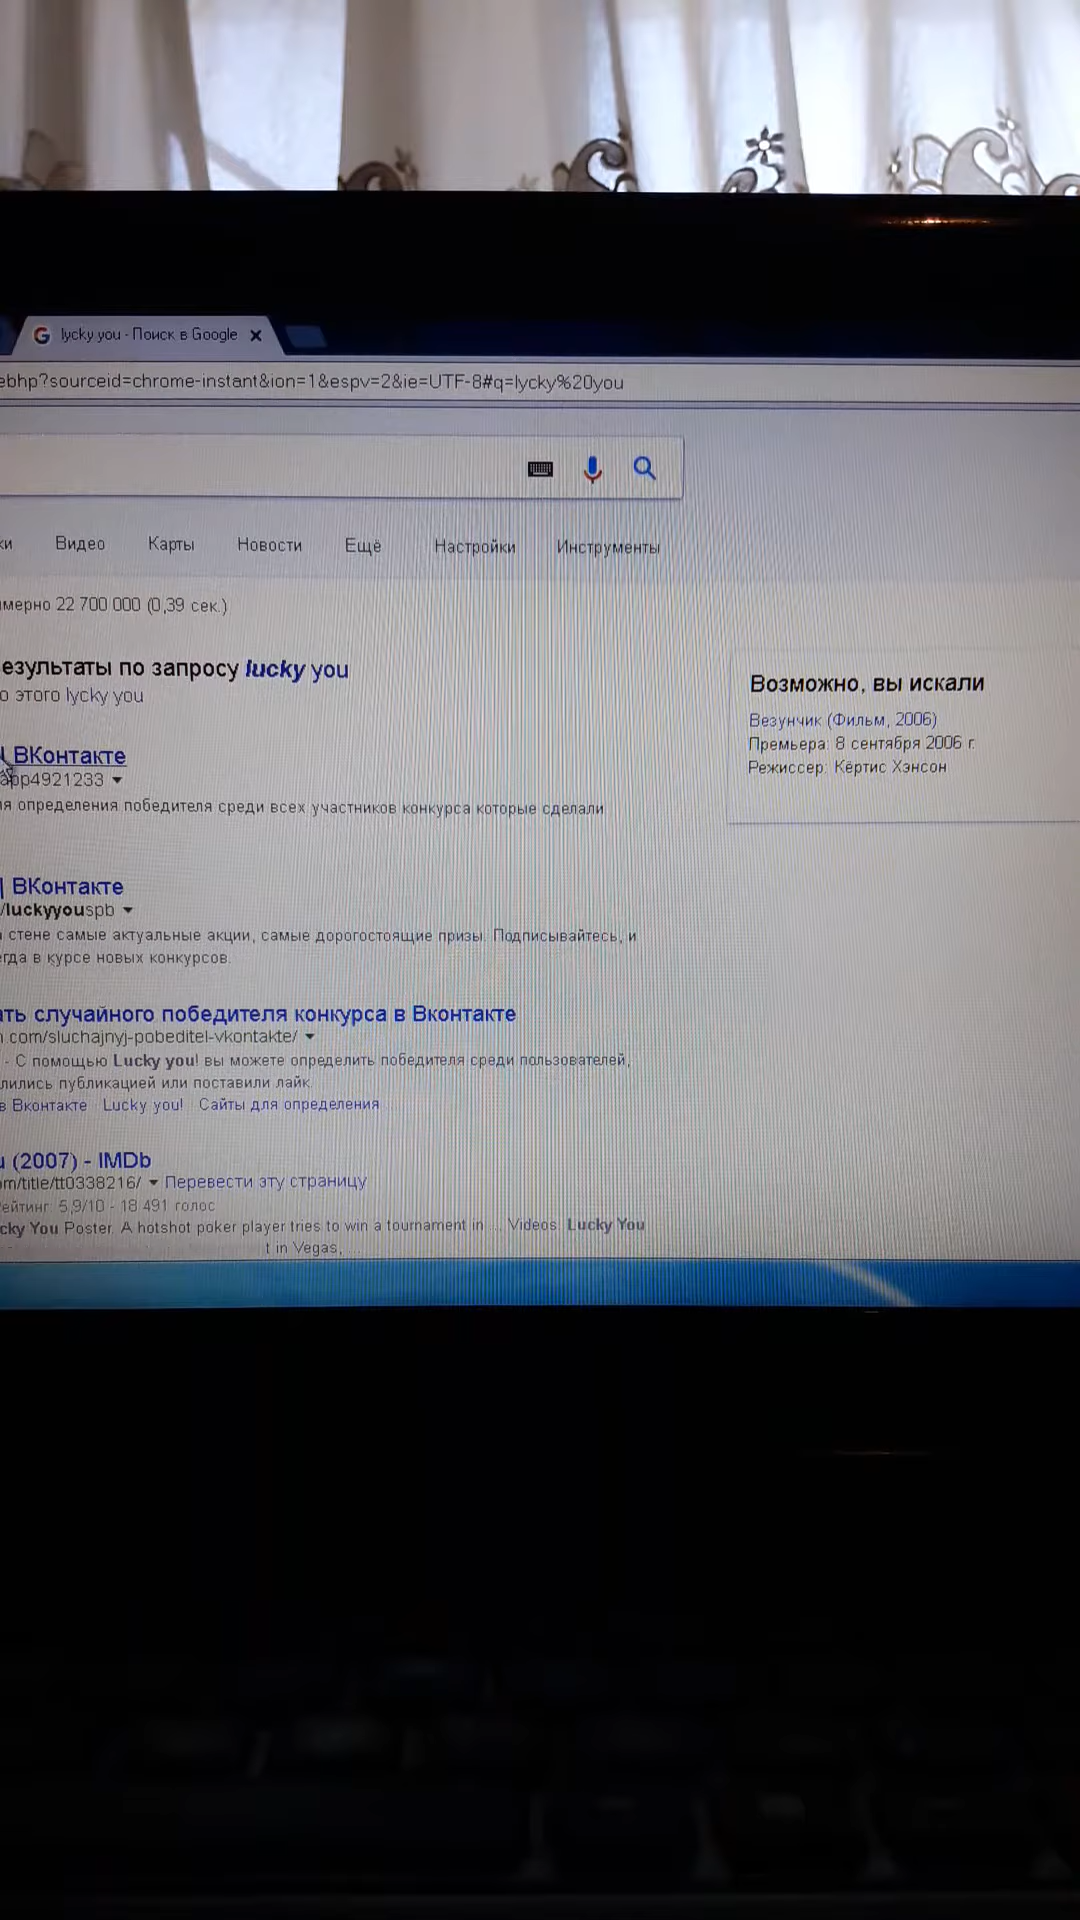 lycky you - Поиск в Google
ebhp?sourceid=chrome-instant&ion=1&espv=2&ie=UTF-8#q=lycky%20you
ки Видео Карты Новости Ещё Настройки Инструменты
имерно 22 700 000 (0,39 сек.)
езультаты по запросу lucky you
о этого lycky you
Возможно, вы искали
Везунчик (Фильм, 2006)
Премьера: 8 сентября 2006 г.
Режиссер: Кёртис Хэнсон
| ВКонтакте
app4921233
ия определения победителя среди всех участников конкурса которые сделали
| ВКонтакте
/luckyyouspb
стене самые актуальные акции, самые дорогостоящие призы. Подписывайтесь, и
егда в курсе новых конкурсов.
ать случайного победителя конкурса в Вконтакте
n.com/sluchajnyj-pobeditel-vkontakte/
- С помощью Lucky you! вы можете определить победителя среди пользователей,
лились публикацией или поставили лайк.
в Вконтакте · Lucky you! · Сайты для определения
u (2007) - IMDb
om/title/tt0338216/ Перевести эту страницу
ейтинг: 5,9/10 - 18 491 голос
cky You Poster. A hotshot poker player tries to win a tournament in ... Videos. Lucky You
t in Vegas,